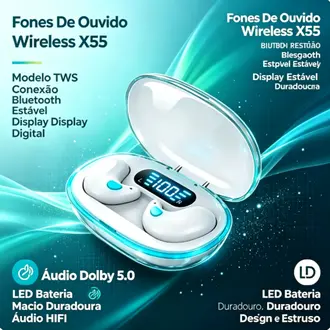 Fones De Ouvido
Wireless X55
Modelo TWS
Conexão
Bluetooth
Estável
Display Display
Digital
Fones De Ouvido
Wireless X55
Display Estável
100
Áudio Dolby 5.0
LED Bateria
Macio Duradoura
Áudio HIFI
LD
LED Bateria
Duradouro. Duradouro
Design e Estruso